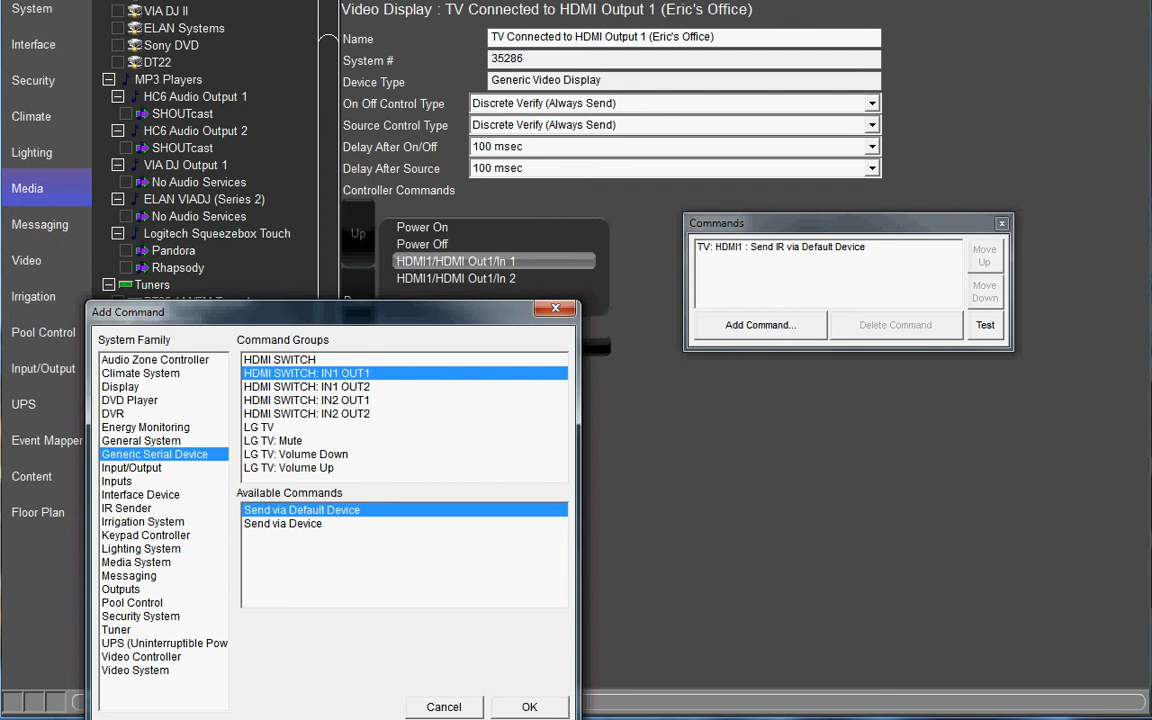 System
Interface
Security
Climate
Lighting
Media
Messaging
Video
Irrigation
Pool Control
Input/Output
UPS
Event Mapper
Content
Floor Plan
VIA DJ II
ELAN Systems
Sony DVD
DT22
MP3 Players
HC6 Audio Output 1
SHOUTcast
HC6 Audio Output 2
SHOUTcast
VIA DJ Output 1
No Audio Services
ELAN VIADJ (Series 2)
No Audio Services
Logitech Squeezebox Touch
Pandora
Rhapsody
Tuners
Video Display : TV Connected to HDMI Output 1 (Eric's Office)
Name TV Connected to HDMI Output 1 (Eric's Office)
System # 35286
Device Type Generic Video Display
On Off Control Type Discrete Verify (Always Send)
Source Control Type Discrete Verify (Always Send)
Delay After On/Off 100 msec
Delay After Source 100 msec
Controller Commands
Up
Power On
Power Off
HDMI1/HDMI Out1/In 1
HDMI1/HDMI Out1/In 2
Commands
x
TV: HDMI1 : Send IR via Default Device
Move Up
Move Down
Add Command...
Delete Command
Test
Add Command
System Family
Audio Zone Controller
Climate System
Display
DVD Player
DVR
Energy Monitoring
General System
Generic Serial Device
Input/Output
Inputs
Interface Device
IR Sender
Irrigation System
Keypad Controller
Lighting System
Media System
Messaging
Outputs
Pool Control
Security System
Tuner
UPS (Uninterruptible Pow
Video Controller
Video System
Command Groups
HDMI SWITCH
HDMI SWITCH: IN1 OUT1
HDMI SWITCH: IN1 OUT2
HDMI SWITCH: IN2 OUT1
HDMI SWITCH: IN2 OUT2
LG TV
LG TV: Mute
LG TV: Volume Down
LG TV: Volume Up
Available Commands
Send via Default Device
Send via Device
Cancel
OK